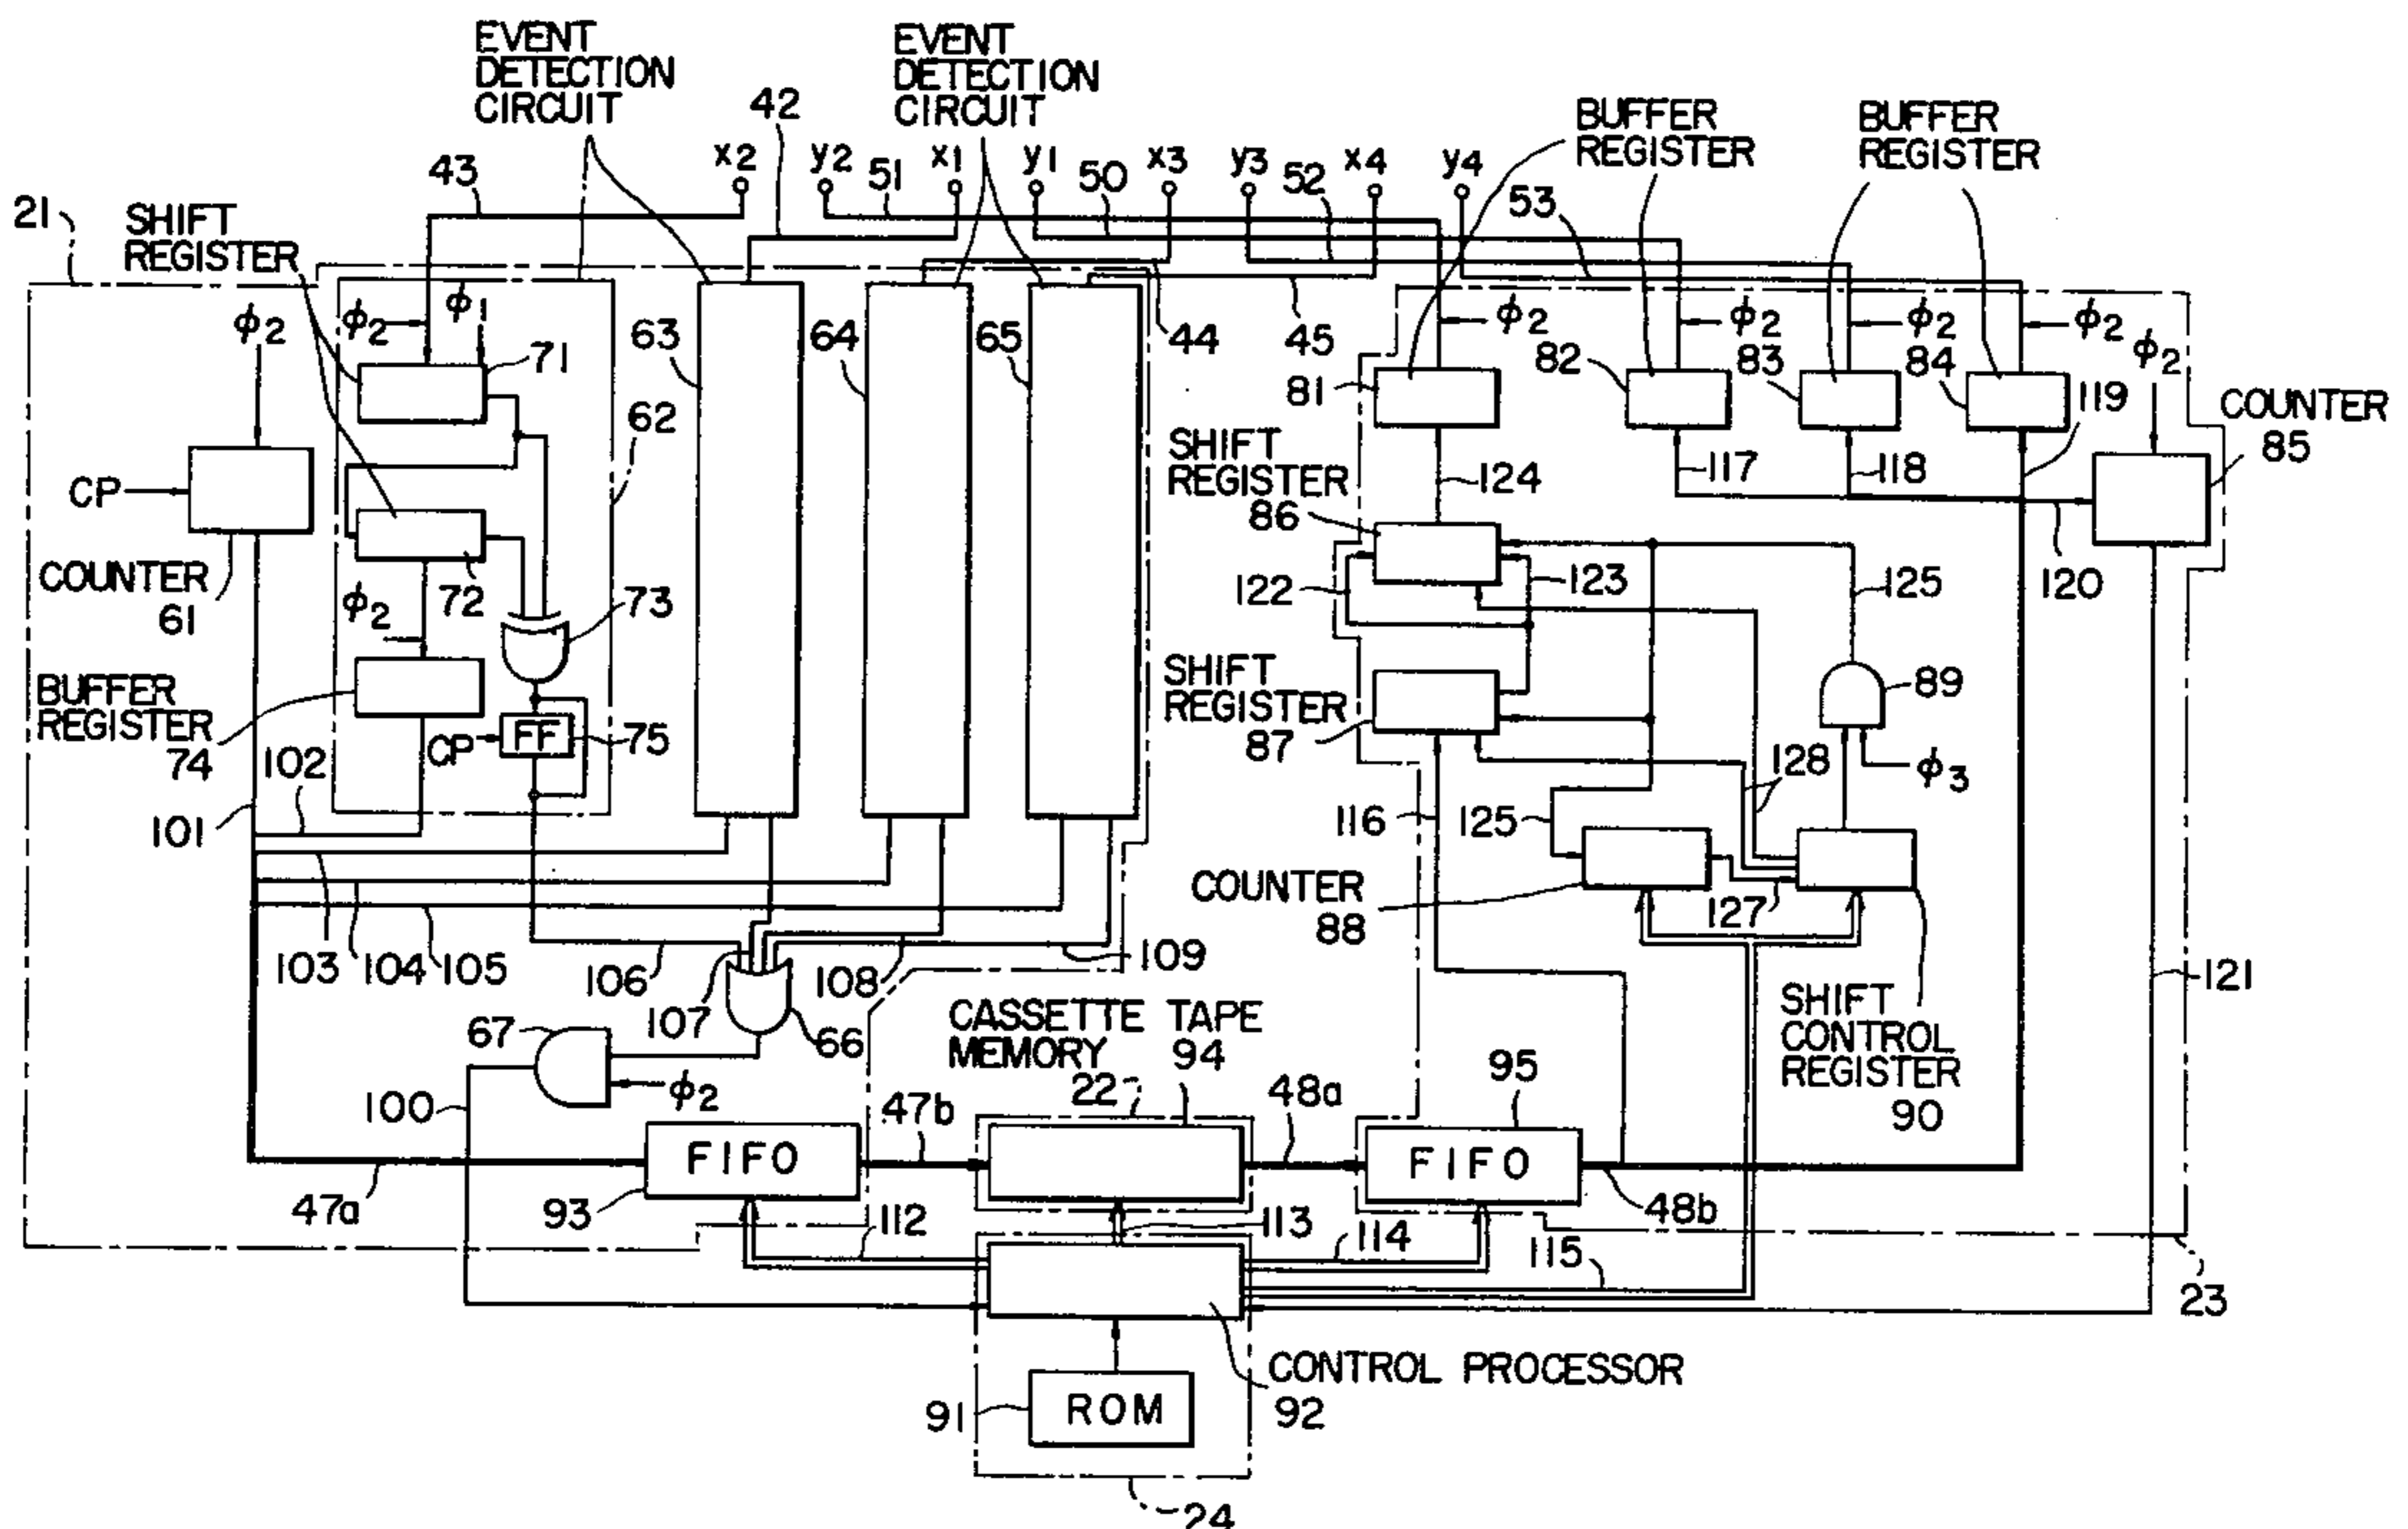 EVENT
DETECTION
CIRCUIT
EVENT
DETECTION
CIRCUIT
BUFFER
REGISTER
BUFFER
REGISTER
42
43
x2
y2
51
x1
y1
50
x3
y3
52
x4
y4
53
21
SHIFT
REGISTER
ϕ2
ϕ2
ϕ1
71
63
64
65
44
45
ϕ2
ϕ2
ϕ2
ϕ2
ϕ2
81
82
83
84
119
COUNTER
85
62
CP
SHIFT
REGISTER
86
124
117
118
120
COUNTER
61
72
73
ϕ2
122
123
125
BUFFER
REGISTER
74
CP
FF
75
SHIFT
REGISTER
87
89
ϕ3
128
102
101
116
125
127
COUNTER
88
103
104
105
106
107
108
109
121
SHIFT
CONTROL
REGISTER
90
67
66
ϕ2
100
CASSETTE TAPE
MEMORY
94
22
47b
48a
95
FIFO
FIFO
47a
93
112
113
114
115
48b
23
CONTROL PROCESSOR
92
91
ROM
24